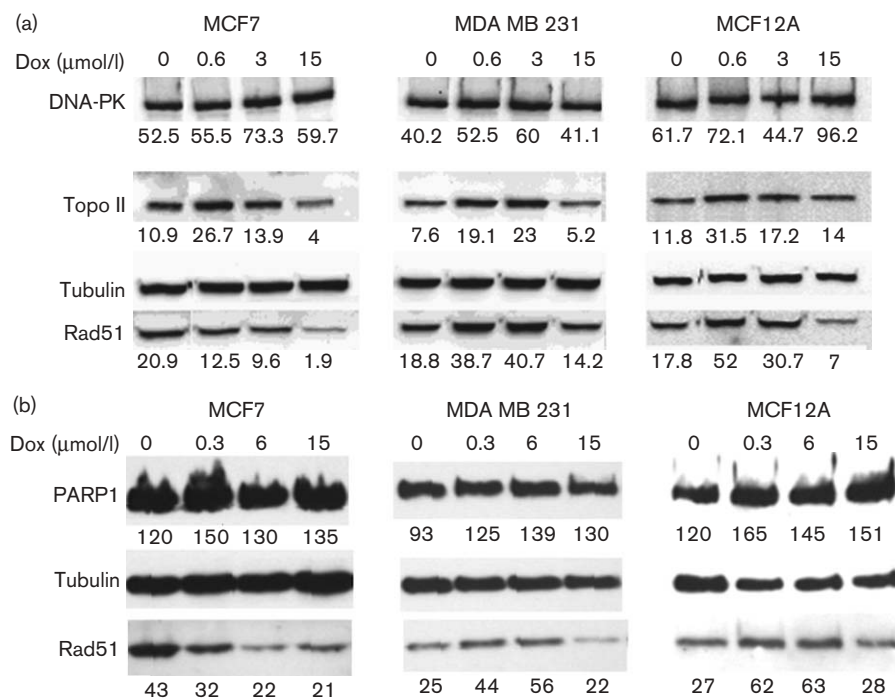 (a)
MCF7 MDA MB 231 MCF12A
Dox (μmol/l) 0 0.6 3 15 0 0.6 3 15 0 0.6 3 15
DNA-PK
52.5 55.5 73.3 59.7 40.2 52.5 60 41.1 61.7 72.1 44.7 96.2
Topo II
10.9 26.7 13.9 4 7.6 19.1 23 5.2 11.8 31.5 17.2 14
Tubulin
Rad51
20.9 12.5 9.6 1.9 18.8 38.7 40.7 14.2 17.8 52 30.7 7
(b)
MCF7 MDA MB 231 MCF12A
Dox (μmol/l) 0 0.3 6 15 0 0.3 6 15 0 0.3 6 15
PARP1
120 150 130 135 93 125 139 130 120 165 145 151
Tubulin
Rad51
43 32 22 21 25 44 56 22 27 62 63 28